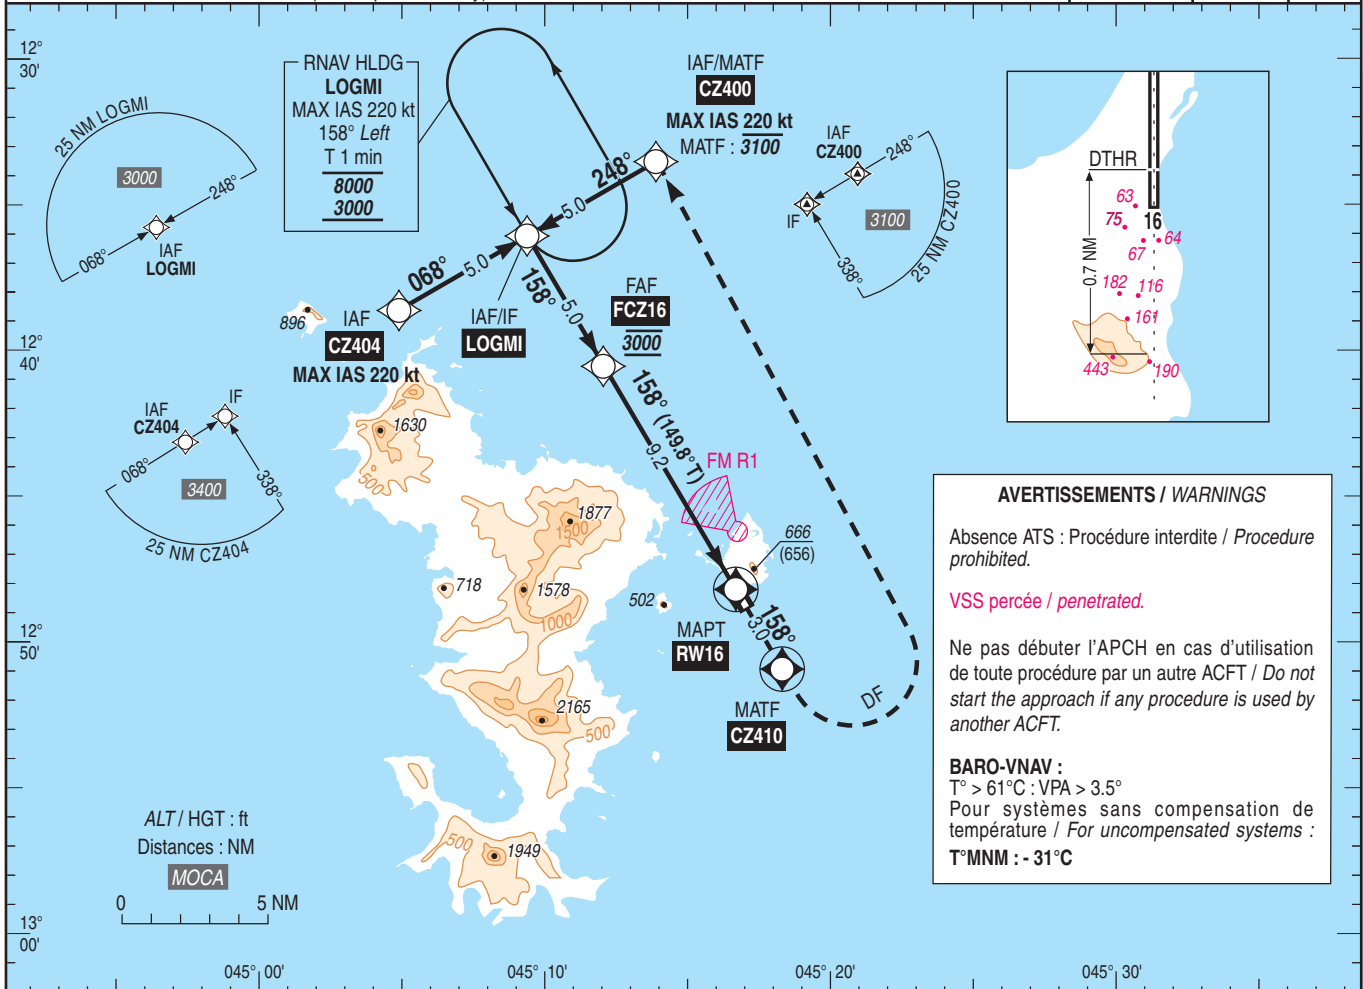 12°
30'
12°
40'
12°
50'
13°
00'
045° 00'
045° 10'
045° 20'
045° 30'
25 NM LOGMI
3000
248°
068°
IAF
LOGMI
RNAV HLDG
LOGMI
MAX IAS 220 kt
158° Left
T 1 min
8000
3000
IAF/MATF
CZ400
MAX IAS 220 kt
MATF : 3100
248°
5.0
IAF
CZ400
248°
IF
3100
338°
25 NM CZ400
068°
5.0
896
IAF
CZ404
MAX IAS 220 kt
IAF/IF
LOGMI
158°
5.0
FAF
FCZ16
3000
158° (149.8° T)
9.2
FM R1
IAF
CZ404
IF
068°
3400
338°
25 NM CZ404
1630
500
1877
1500
718
1578
1000
502
666
(656)
MAPT
RW16
158°
3.0
MATF
CZ410
DF
2165
500
500
1949
ALT / HGT : ft
Distances : NM
MOCA
0
5 NM
DTHR
0.7 NM
16
63
75
67
64
182
116
161
443
190
AVERTISSEMENTS / WARNINGS
Absence ATS : Procédure interdite / Procedure
prohibited.
VSS percée / penetrated.
Ne pas débuter l'APCH en cas d'utilisation
de toute procédure par un autre ACFT / Do not
start the approach if any procedure is used by
another ACFT.
BARO-VNAV :
T° > 61°C : VPA > 3.5°
Pour systèmes sans compensation de
température / For uncompensated systems :
T°MNM : - 31°C